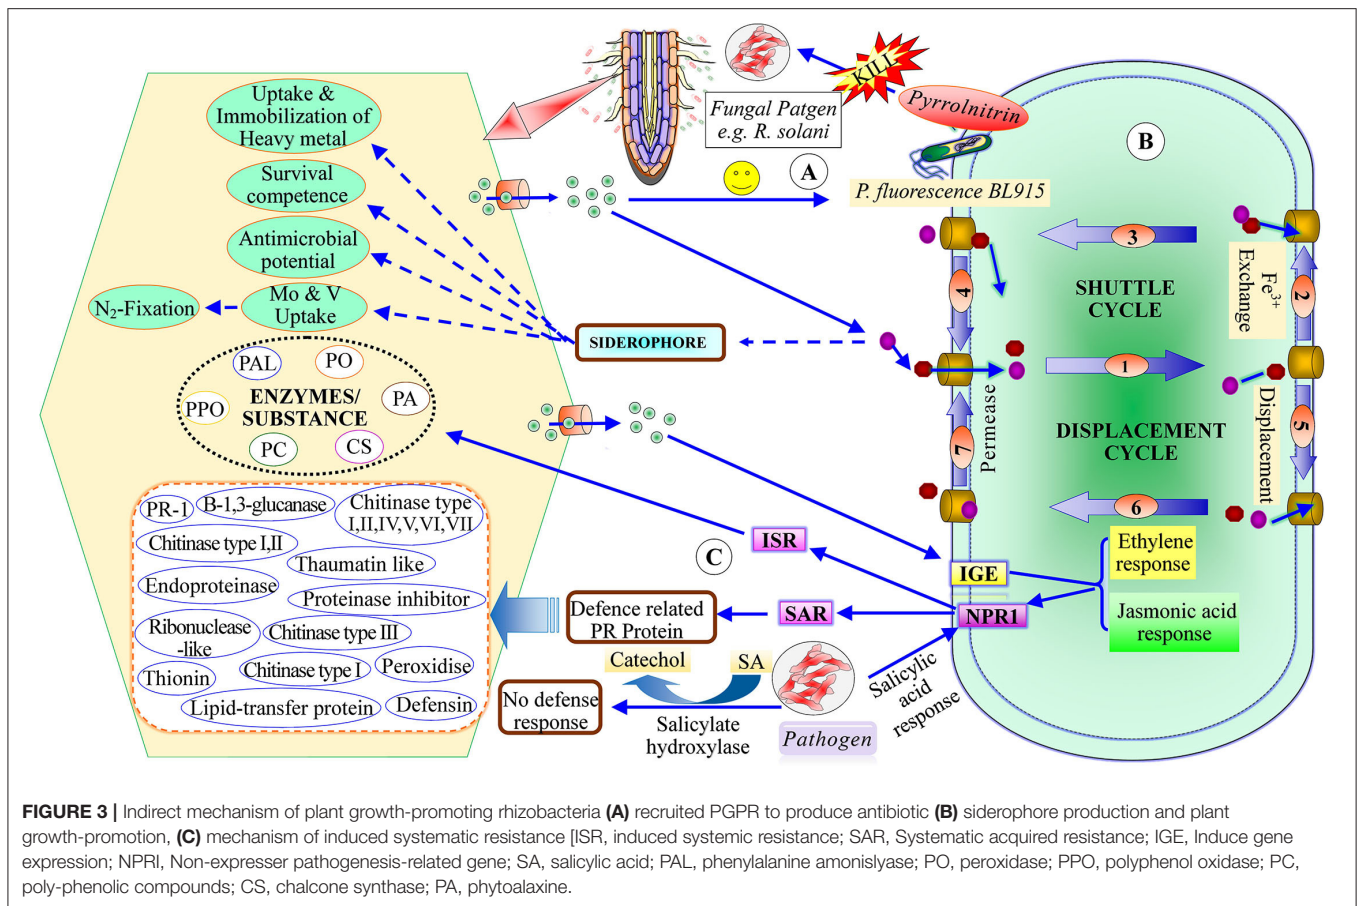 Uptake &
Immobilization of
Heavy metal
Survival
competence
Antimicrobial
potential
Mo & V
Uptake
N₂-Fixation
PAL
PO
PPO
ENZYMES/
SUBSTANCE
PA
PC
CS
PR-1
B-1,3-glucanase
Chitinase type
I,II,IV,V,VI,VII
Chitinase type I,II
Thaumatin like
Endoproteinase
Proteinase inhibitor
Ribonuclease
-like
Chitinase type III
Thionin
Chitinase type I
Peroxidise
Lipid-transfer protein
Defensin
Fungal Patgen
e.g. R. solani
KILL
Pyrrolnitrin
A
P. fluorescence BL915
B
SIDEROPHORE
3
4
SHUTTLE
CYCLE
Fe³⁺
Exchange
2
1
Permease
7
DISPLACEMENT
CYCLE
Displacement
5
6
C
ISR
IGE
Ethylene
response
Defence related
PR Protein
SAR
NPR1
Jasmonic acid
response
Catechol
SA
No defense
response
Salicylate
hydroxylase
Pathogen
Salicylic
acid
response
FIGURE 3 | Indirect mechanism of plant growth-promoting rhizobacteria (A) recruited PGPR to produce antibiotic (B) siderophore production and plant
growth-promotion, (C) mechanism of induced systematic resistance [ISR, induced systemic resistance; SAR, Systematic acquired resistance; IGE, Induce gene
expression; NPRI, Non-expresser pathogenesis-related gene; SA, salicylic acid; PAL, phenylalanine amonislyase; PO, peroxidase; PPO, polyphenol oxidase; PC,
poly-phenolic compounds; CS, chalcone synthase; PA, phytoalaxine.